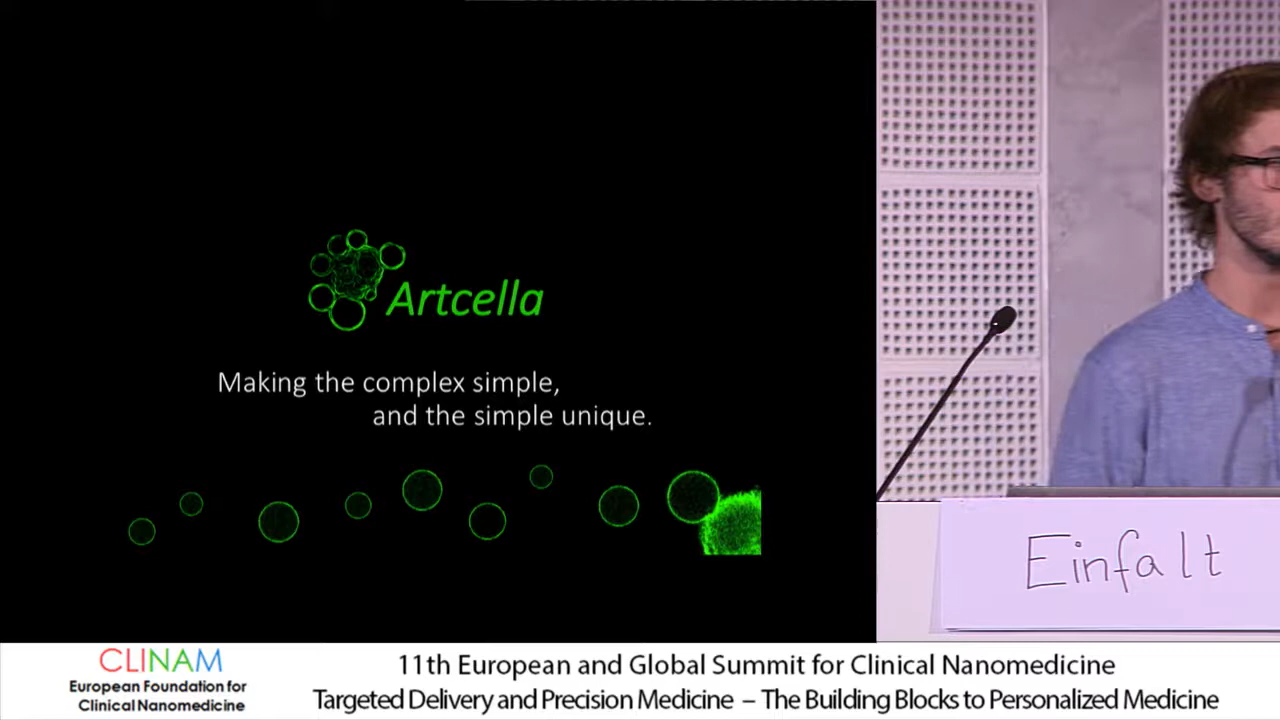 Artcella
Making the complex simple,
and the simple unique.
Einfalt
CLINAM
European Foundation for
Clinical Nanomedicine
11th European and Global Summit for Clinical Nanomedicine
Targeted Delivery and Precision Medicine – The Building Blocks to Personalized Medicine